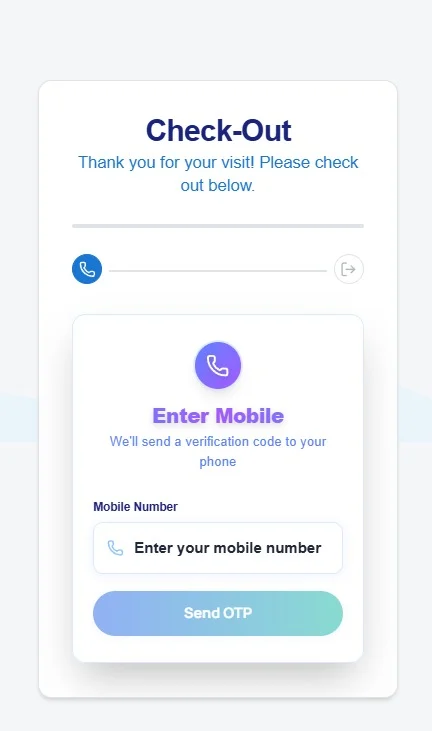 Check-Out
Thank you for your visit! Please check
out below.
Enter Mobile
We'll send a verification code to your
phone
Mobile Number
Enter your mobile number
Send OTP